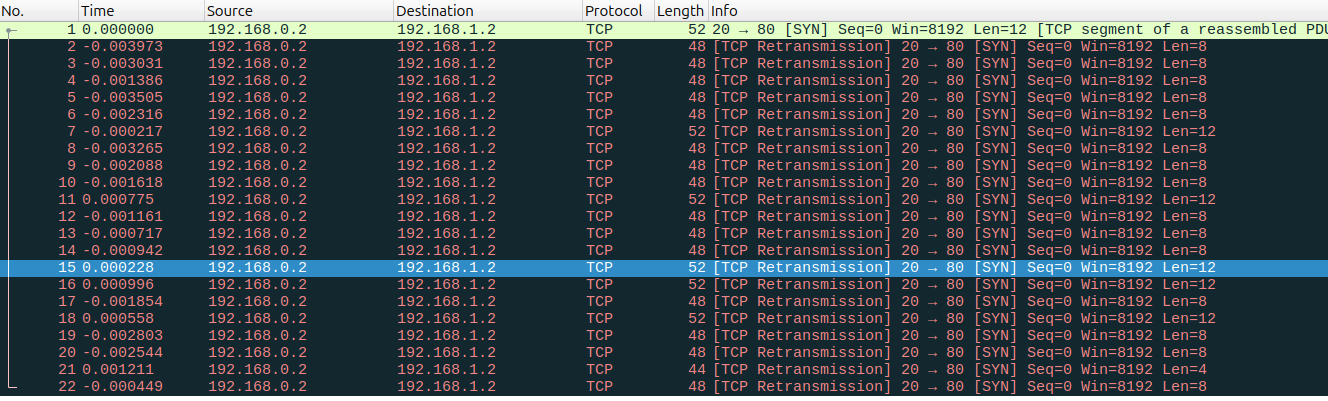 No. Time Source Destination Protocol Length Info
1 0.000000 192.168.0.2 192.168.1.2 TCP 52 20 → 80 [SYN] Seq=0 Win=8192 Len=12 [TCP segment of a reassembled PDU
2 -0.003973 192.168.0.2 192.168.1.2 TCP 48 [TCP Retransmission] 20 → 80 [SYN] Seq=0 Win=8192 Len=8
3 -0.003031 192.168.0.2 192.168.1.2 TCP 48 [TCP Retransmission] 20 → 80 [SYN] Seq=0 Win=8192 Len=8
4 -0.001386 192.168.0.2 192.168.1.2 TCP 48 [TCP Retransmission] 20 → 80 [SYN] Seq=0 Win=8192 Len=8
5 -0.003505 192.168.0.2 192.168.1.2 TCP 48 [TCP Retransmission] 20 → 80 [SYN] Seq=0 Win=8192 Len=8
6 -0.002316 192.168.0.2 192.168.1.2 TCP 48 [TCP Retransmission] 20 → 80 [SYN] Seq=0 Win=8192 Len=8
7 -0.000217 192.168.0.2 192.168.1.2 TCP 52 [TCP Retransmission] 20 → 80 [SYN] Seq=0 Win=8192 Len=12
8 -0.003265 192.168.0.2 192.168.1.2 TCP 48 [TCP Retransmission] 20 → 80 [SYN] Seq=0 Win=8192 Len=8
9 -0.002088 192.168.0.2 192.168.1.2 TCP 48 [TCP Retransmission] 20 → 80 [SYN] Seq=0 Win=8192 Len=8
10 -0.001618 192.168.0.2 192.168.1.2 TCP 48 [TCP Retransmission] 20 → 80 [SYN] Seq=0 Win=8192 Len=8
11 0.000775 192.168.0.2 192.168.1.2 TCP 52 [TCP Retransmission] 20 → 80 [SYN] Seq=0 Win=8192 Len=12
12 -0.001161 192.168.0.2 192.168.1.2 TCP 48 [TCP Retransmission] 20 → 80 [SYN] Seq=0 Win=8192 Len=8
13 -0.000717 192.168.0.2 192.168.1.2 TCP 48 [TCP Retransmission] 20 → 80 [SYN] Seq=0 Win=8192 Len=8
14 -0.000942 192.168.0.2 192.168.1.2 TCP 48 [TCP Retransmission] 20 → 80 [SYN] Seq=0 Win=8192 Len=8
15 0.000228 192.168.0.2 192.168.1.2 TCP 52 [TCP Retransmission] 20 → 80 [SYN] Seq=0 Win=8192 Len=12
16 0.000996 192.168.0.2 192.168.1.2 TCP 52 [TCP Retransmission] 20 → 80 [SYN] Seq=0 Win=8192 Len=12
17 -0.001854 192.168.0.2 192.168.1.2 TCP 48 [TCP Retransmission] 20 → 80 [SYN] Seq=0 Win=8192 Len=8
18 0.000558 192.168.0.2 192.168.1.2 TCP 52 [TCP Retransmission] 20 → 80 [SYN] Seq=0 Win=8192 Len=12
19 -0.002803 192.168.0.2 192.168.1.2 TCP 48 [TCP Retransmission] 20 → 80 [SYN] Seq=0 Win=8192 Len=8
20 -0.002544 192.168.0.2 192.168.1.2 TCP 48 [TCP Retransmission] 20 → 80 [SYN] Seq=0 Win=8192 Len=8
21 0.001211 192.168.0.2 192.168.1.2 TCP 44 [TCP Retransmission] 20 → 80 [SYN] Seq=0 Win=8192 Len=4
22 -0.000449 192.168.0.2 192.168.1.2 TCP 48 [TCP Retransmission] 20 → 80 [SYN] Seq=0 Win=8192 Len=8